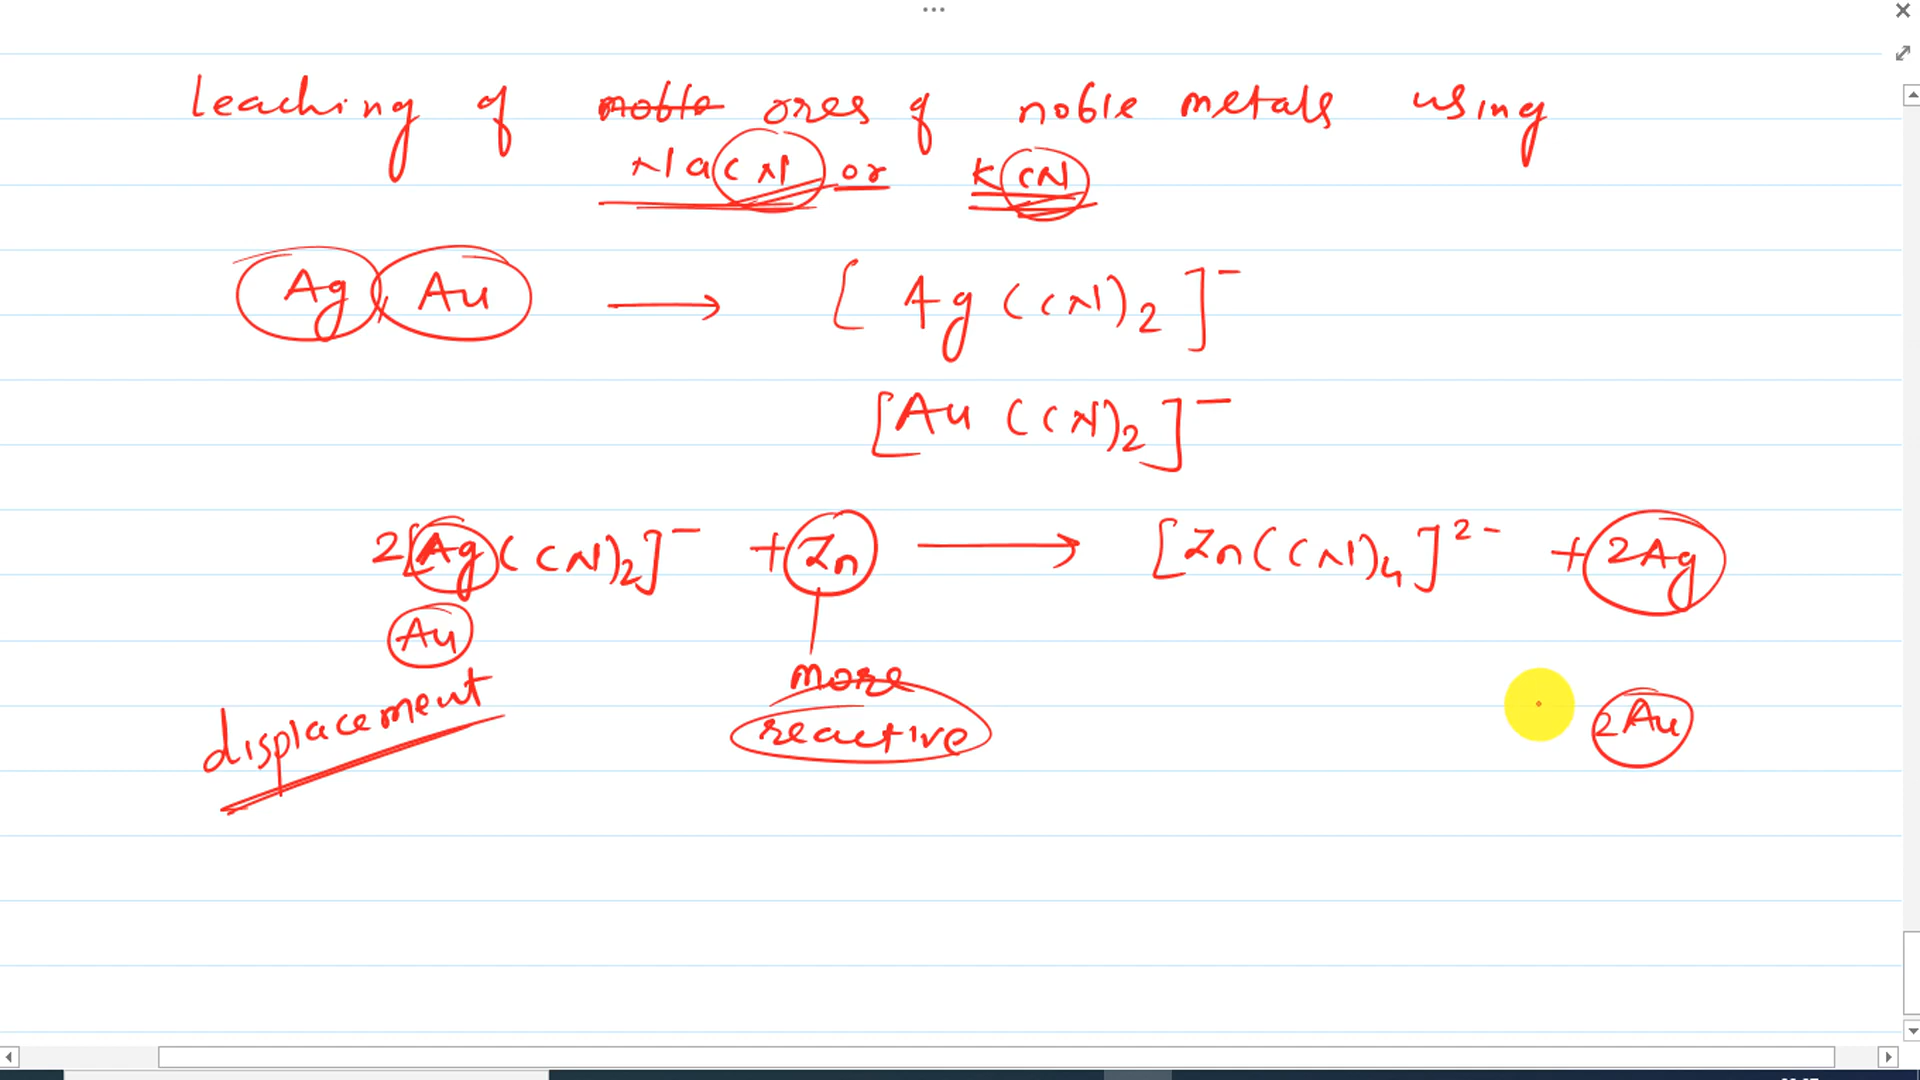 leaching of noble ores of noble metals using
NaCN or KCN
Ag, Au ⟶ [Ag(CN)2]⁻
[Au(CN)2]⁻
2[Ag(CN)2]⁻ + Zn ⟶ [Zn(CN)4]²⁻ + 2Ag
Au
more
displacement
reactive
2Au